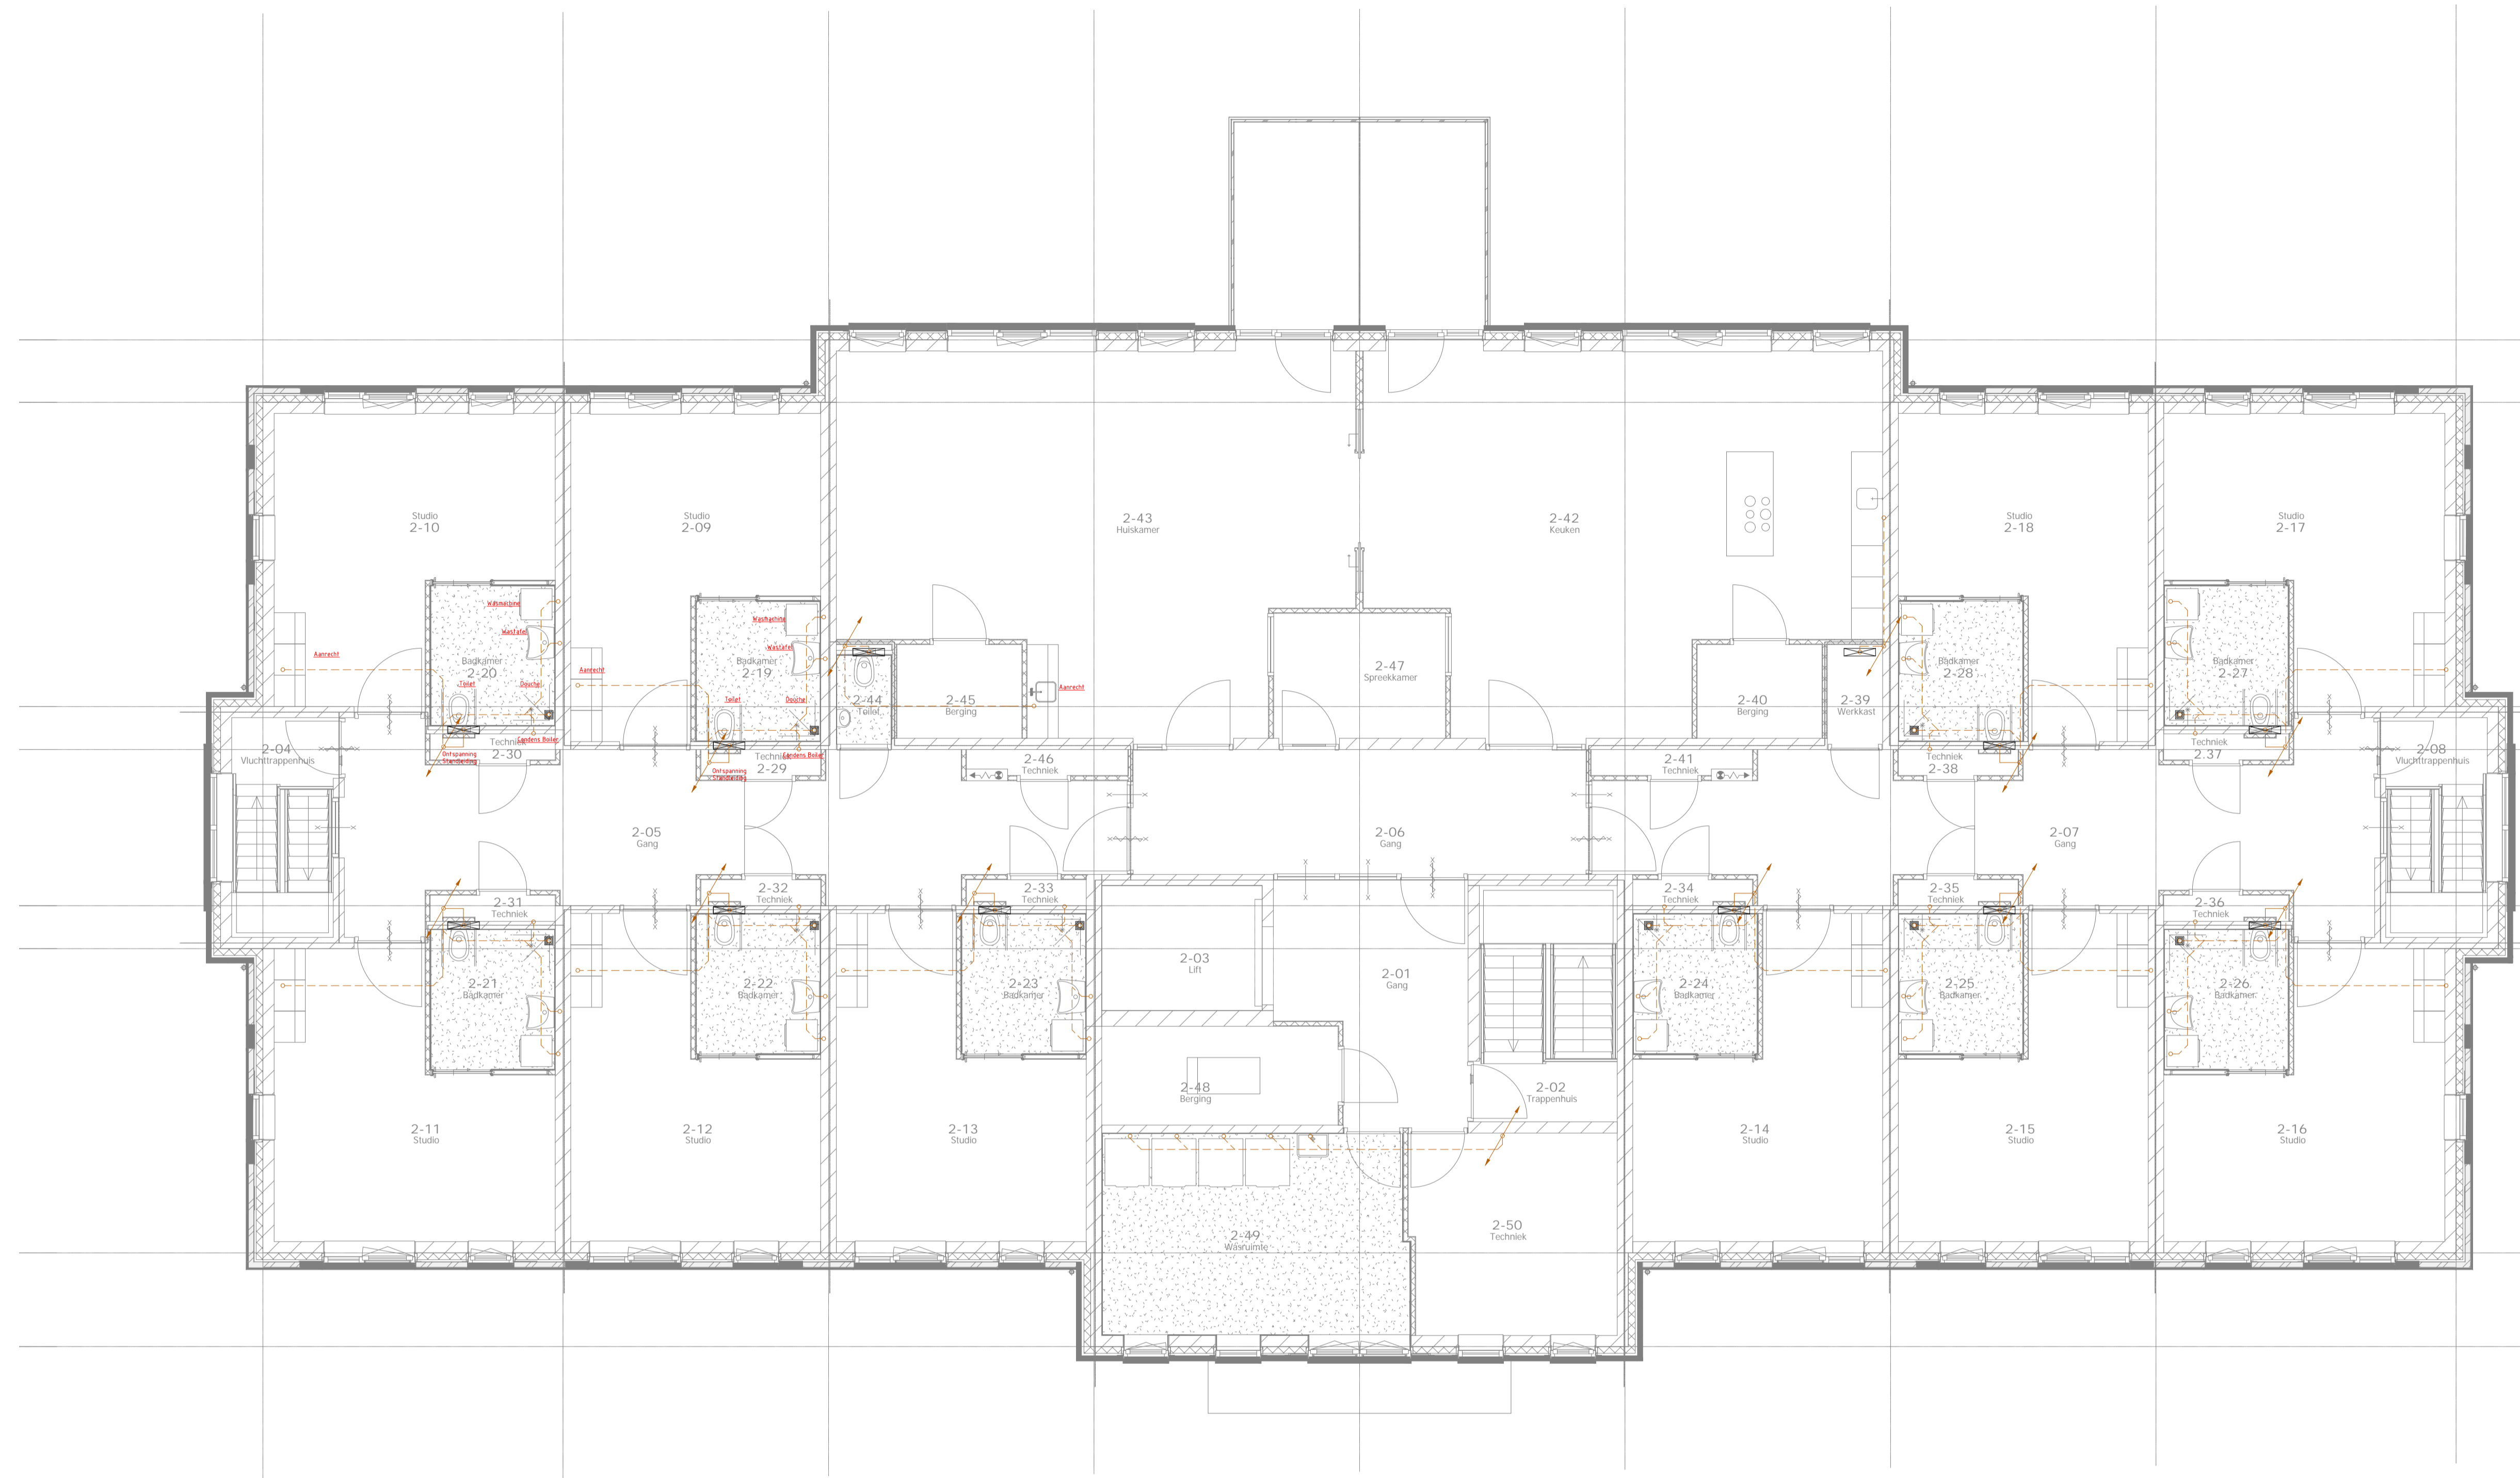 Studio
2-10
Studio
2-09
2-43
Huiskamer
2-42
Keuken
Studio
2-18
Studio
2-17
Wasmachine
Wastafel
Aanrecht
Badkamer
2-20
Toilet
Douche
Techniek
2-30
Condens Boiler
Ontspanning
Standleiding
Wasmachine
Wastafel
Aanrecht
Badkamer
2-19
Toilet
Douche
Techniek
2-29
Condens Boiler
Ontspanning
Standleiding
2-44
Toilet
2-45
Berging
Aanrecht
2-47
Spreekkamer
2-40
Berging
2-39
Werkkast
Badkamer
2-28
Badkamer
2-27
2-04
Vluchttrappenhuis
2-46
Techniek
2-41
Techniek
Techniek
2-38
Techniek
2-37
2-08
Vluchttrappenhuis
2-05
Gang
2-06
Gang
2-07
Gang
2-31
Techniek
2-32
Techniek
2-33
Techniek
2-34
Techniek
2-35
Techniek
2-36
Techniek
2-21
Badkamer
2-22
Badkamer
2-23
Badkamer
2-03
Lift
2-01
Gang
2-24
Badkamer
2-25
Badkamer
2-26
Badkamer
2-48
Berging
2-02
Trappenhuis
2-11
Studio
2-12
Studio
2-13
Studio
2-14
Studio
2-15
Studio
2-16
Studio
2-49
Wasruimte
2-50
Techniek